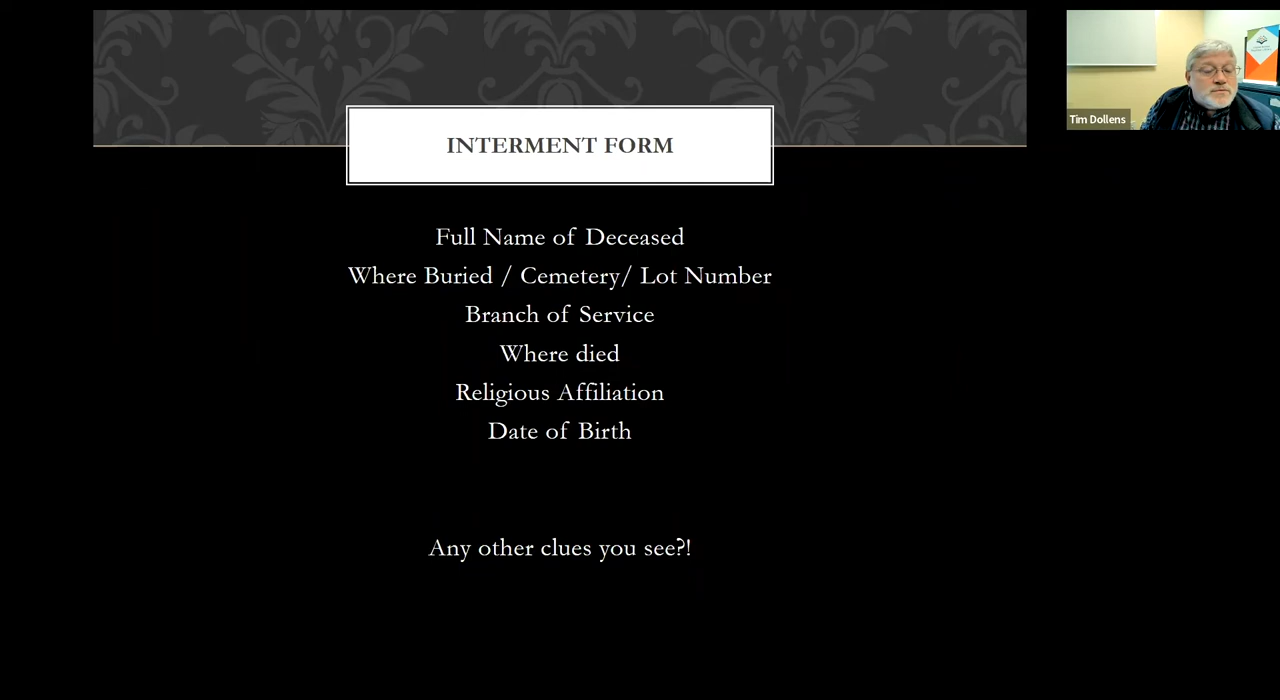 INTERMENT FORM
Full Name of Deceased
Where Buried / Cemetery/ Lot Number
Branch of Service
Where died
Religious Affiliation
Date of Birth
Any other clues you see?!
Tim Dollens